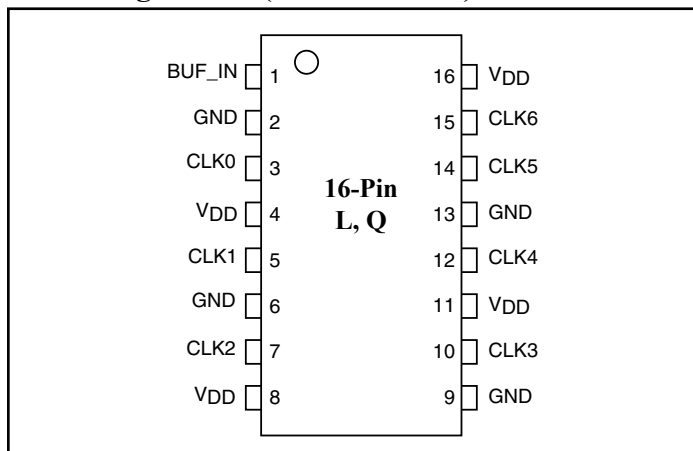 BUF_IN 1 16 VDD
GND 2 15 CLK6
CLK0 3 14 CLK5
16-Pin
L, Q
VDD 4 13 GND
CLK1 5 12 CLK4
GND 6 11 VDD
CLK2 7 10 CLK3
VDD 8 9 GND